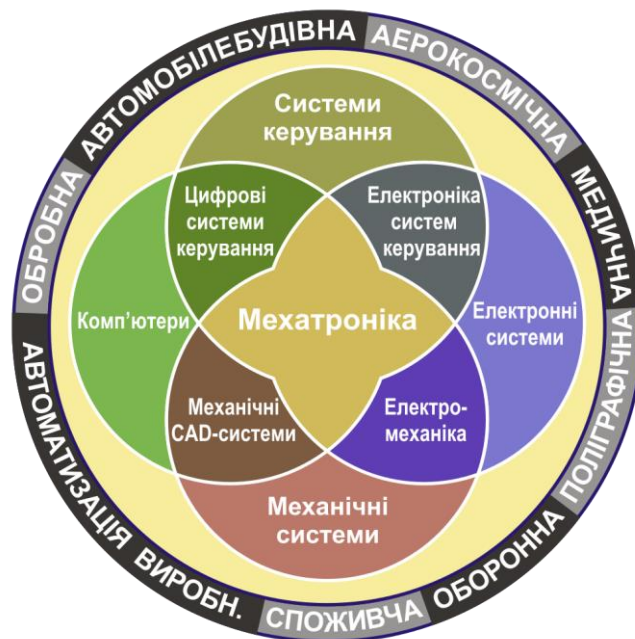 АВТОМОБІЛЕБУДІВНА
АЕРОКОСМІЧНА
МЕДИЧНА
ПОЛІГРАФІЧНА
ОБОРОННА
СПОЖИВЧА
АВТОМАТИЗАЦІЯ ВИРОБН.
ОБРОБНА
Системи
керування
Цифрові
системи
керування
Електроніка
систем
керування
Комп’ютери
Мехатроніка
Електронні
системи
Механічні
CAD-системи
Електро-
механіка
Механічні
системи